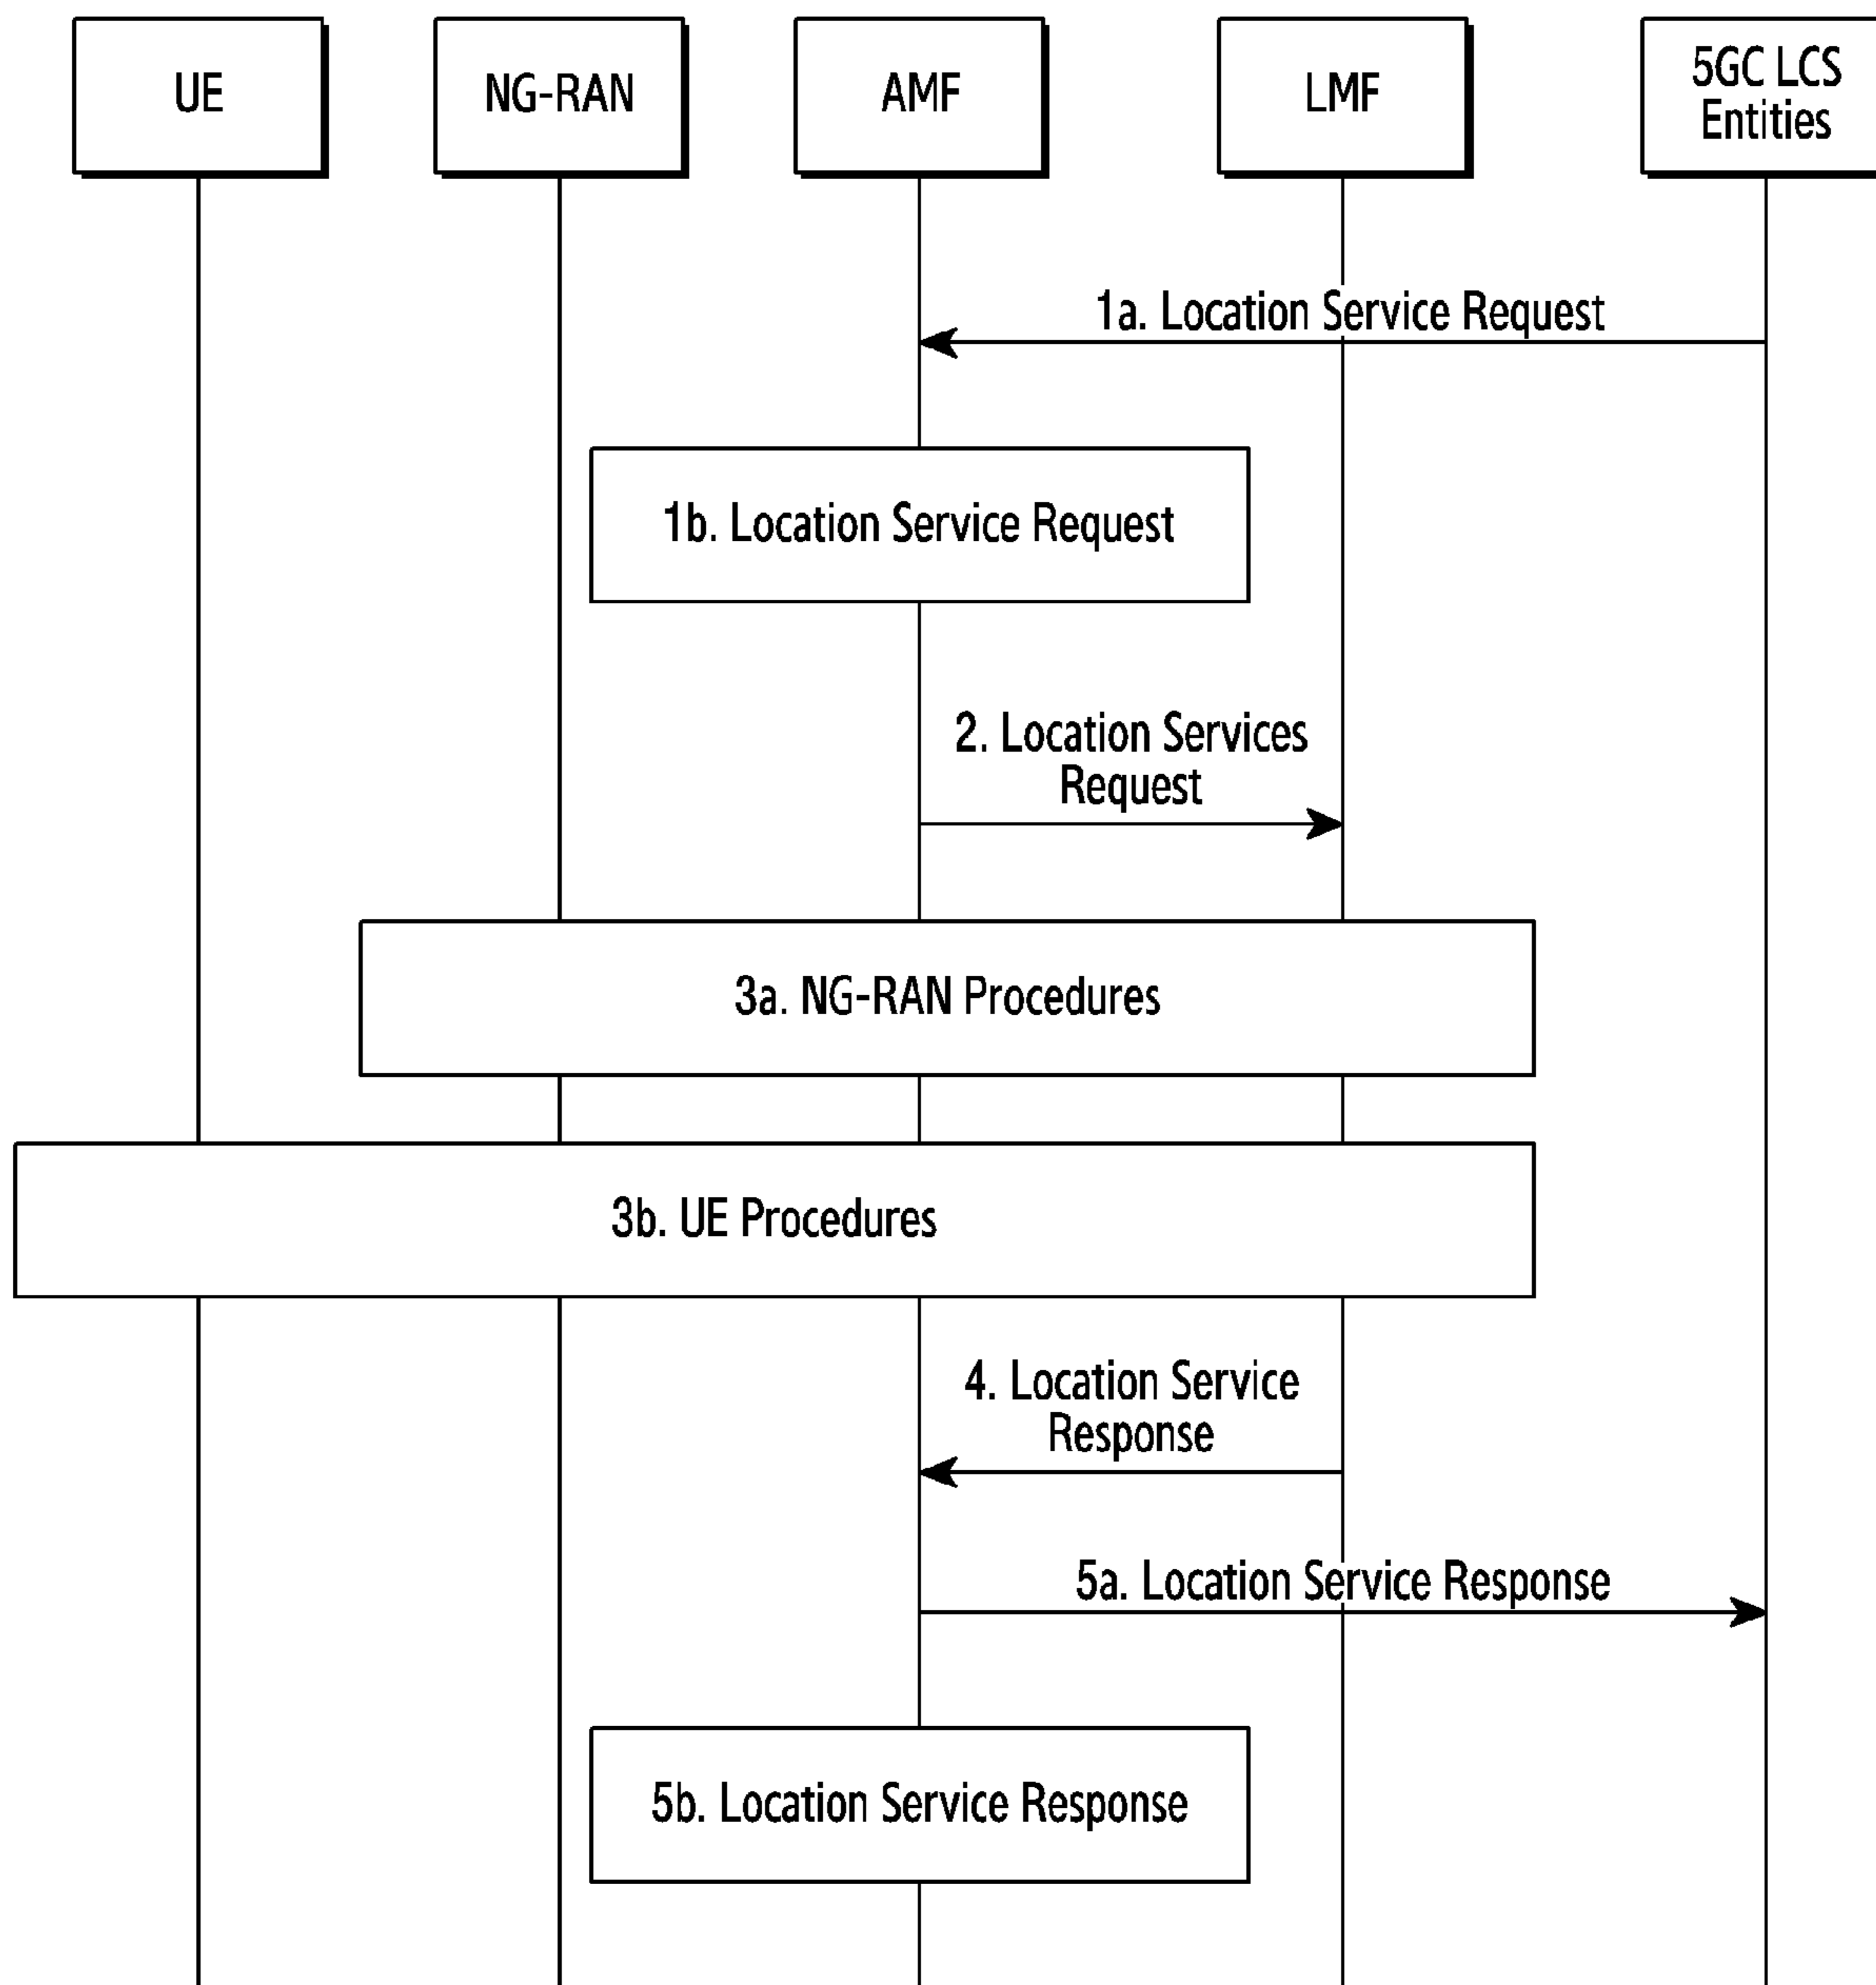 UE
NG-RAN
AMF
LMF
5GC LCS
Entities
1a. Location Service Request
1b. Location Service Request
2. Location Services
Request
3a. NG-RAN Procedures
3b. UE Procedures
4. Location Service
Response
5a. Location Service Response
5b. Location Service Response